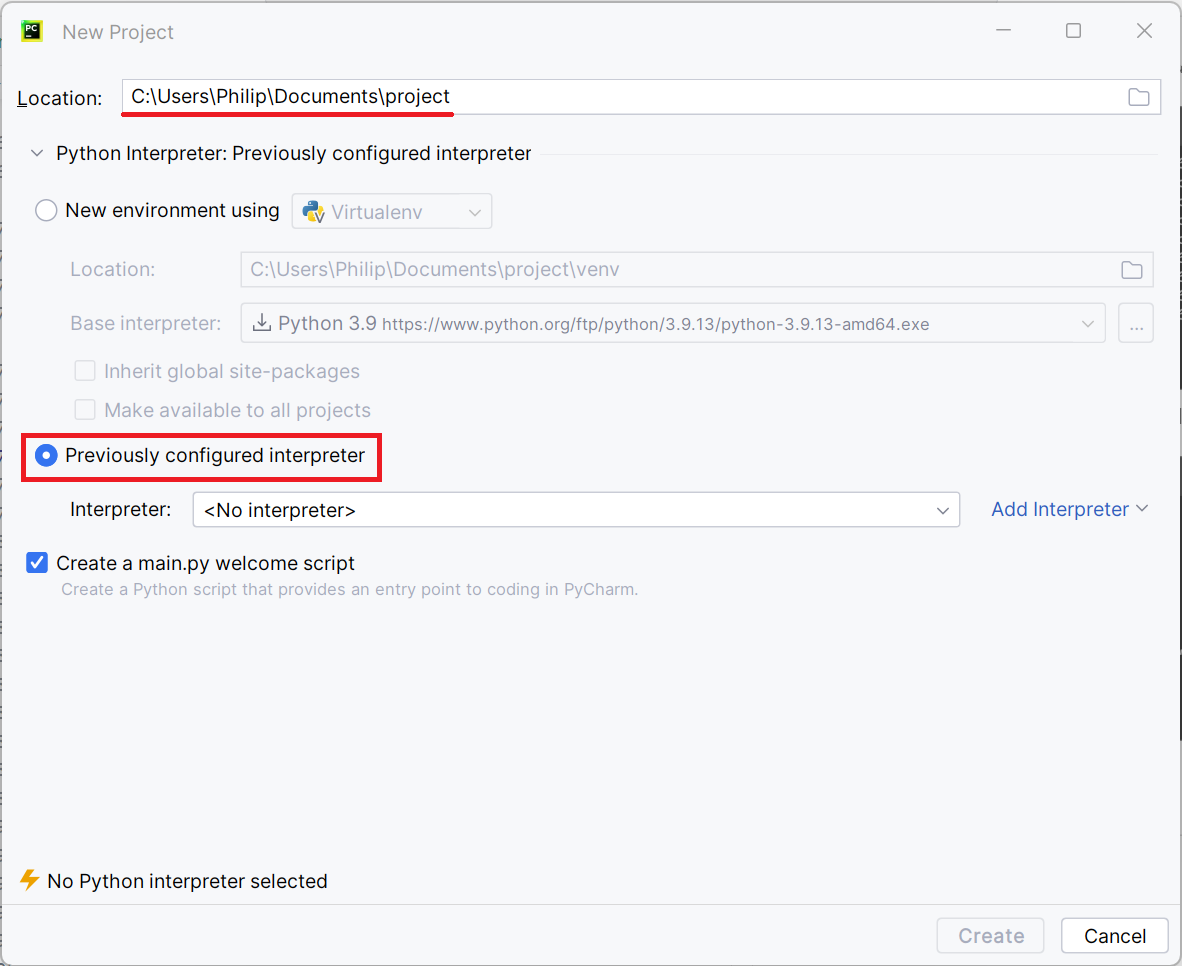 PC
New Project
Location: C:\Users\Philip\Documents\project
Python Interpreter: Previously configured interpreter
New environment using Virtualenv
Location: C:\Users\Philip\Documents\project\venv
Base interpreter: Python 3.9 https://www.python.org/ftp/python/3.9.13/python-3.9.13-amd64.exe ...
Inherit global site-packages
Make available to all projects
Previously configured interpreter
Interpreter: <No interpreter> Add Interpreter
Create a main.py welcome script
Create a Python script that provides an entry point to coding in PyCharm.
No Python interpreter selected
Create Cancel